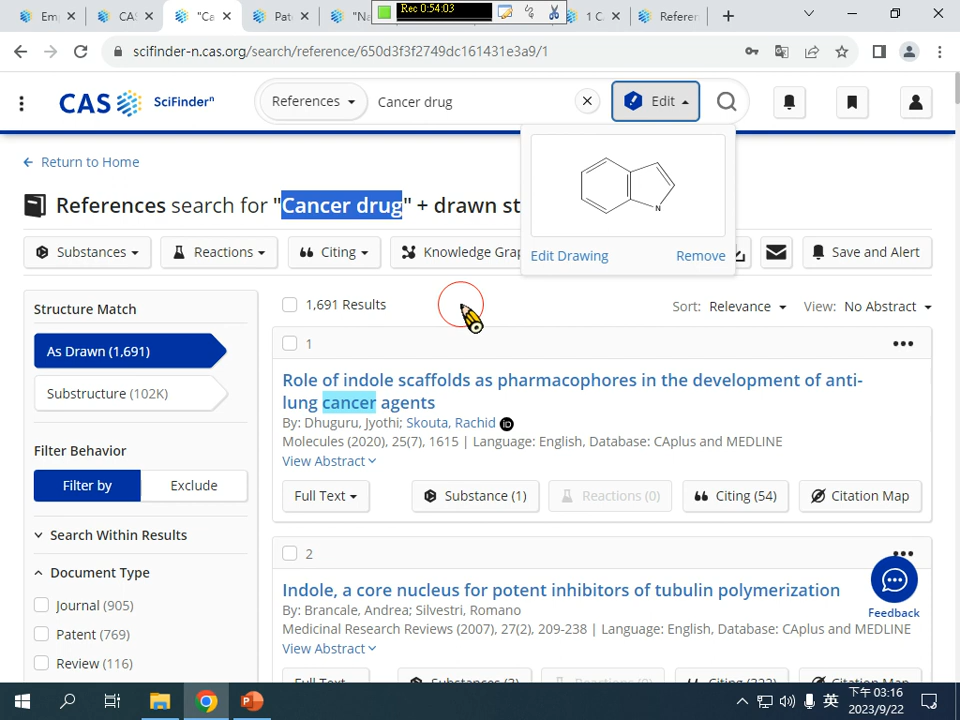 Em
CAS
"Ca
Pat
"Na
Rec 0:54:03
1 C
Referer
scifinder-n.cas.org/search/reference/650d3f3f2749dc161431e3a9/1
CAS SciFinderⁿ
References
Cancer drug
Edit
Return to Home
References search for "Cancer drug" + drawn st
N
Edit Drawing
Remove
Substances
Reactions
Citing
Knowledge Grap
Save and Alert
Structure Match
As Drawn (1,691)
Substructure (102K)
Filter Behavior
Filter by
Exclude
Search Within Results
Document Type
Journal (905)
Patent (769)
Review (116)
1,691 Results
Sort: Relevance
View: No Abstract
1
Role of indole scaffolds as pharmacophores in the development of anti-
lung cancer agents
By: Dhuguru, Jyothi; Skouta, Rachid iD
Molecules (2020), 25(7), 1615 | Language: English, Database: CAplus and MEDLINE
View Abstract
Full Text
Substance (1)
Reactions (0)
Citing (54)
Citation Map
2
Indole, a core nucleus for potent inhibitors of tubulin polymerization
By: Brancale, Andrea; Silvestri, Romano
Medicinal Research Reviews (2007), 27(2), 209-238 | Language: English, Database: CAplus and MEDLINE
View Abstract
Full Text
Citation Map
Feedback
英
下午 03:16
2023/9/22